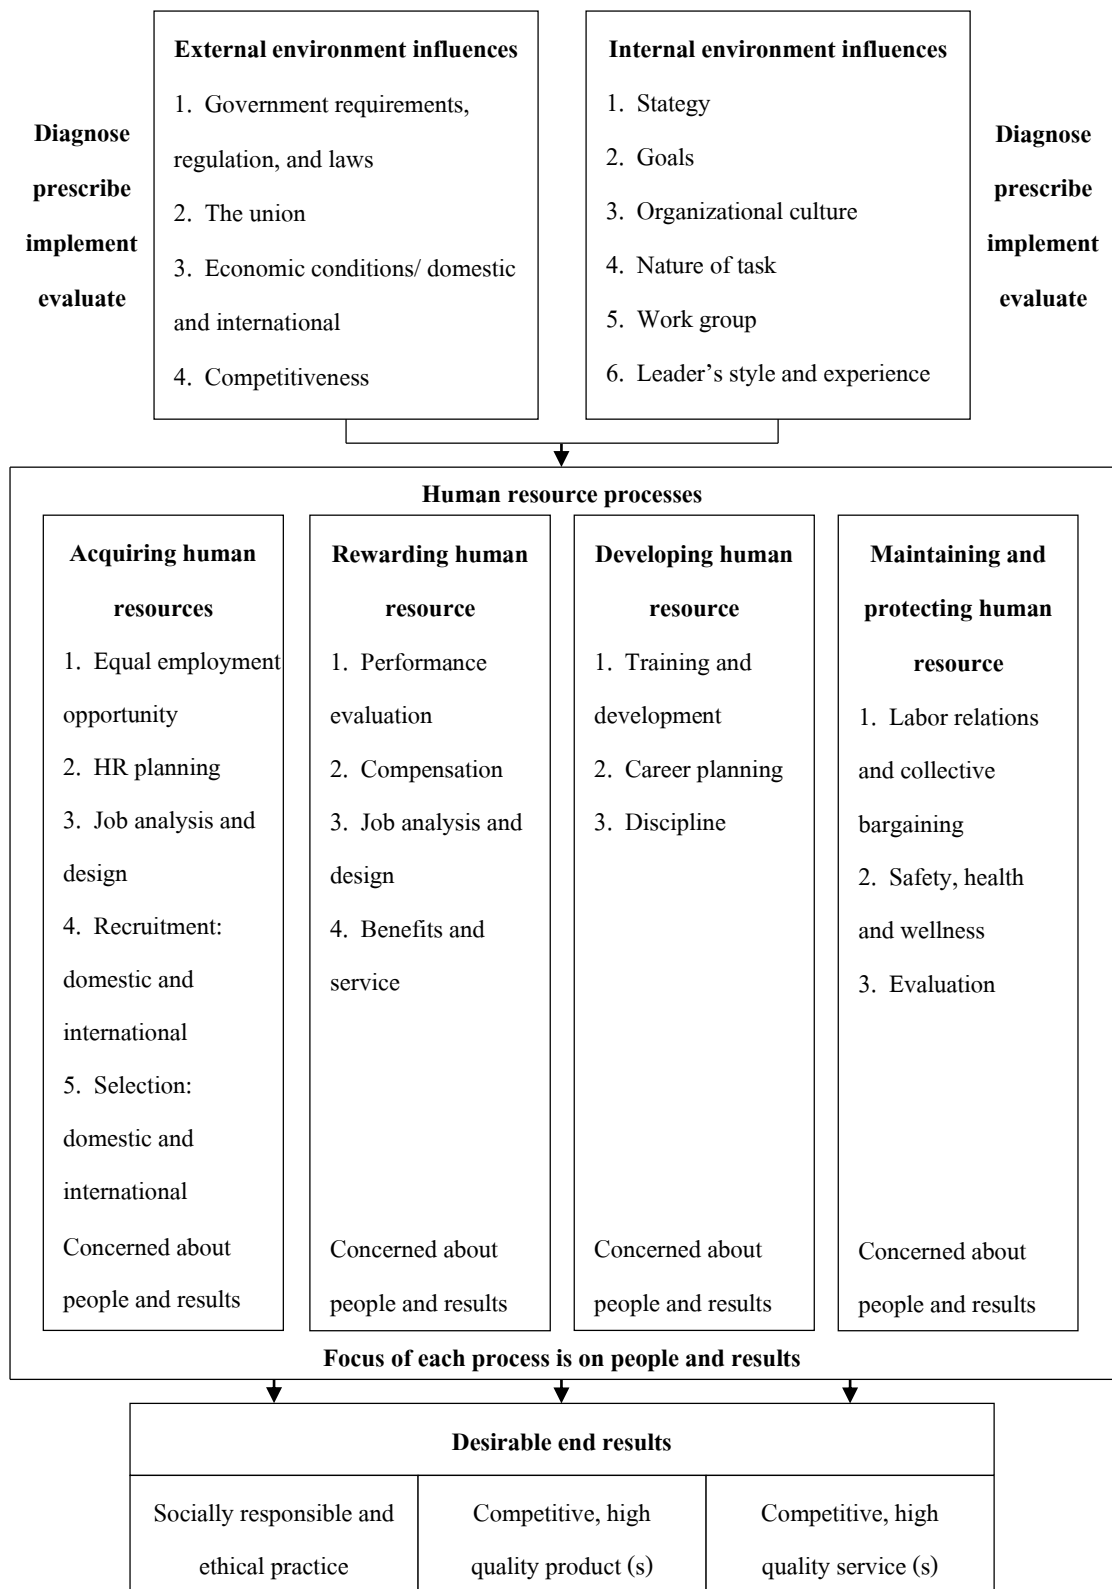 Diagnose
prescribe
implement
evaluate
External environment influences
1. Government requirements,
regulation, and laws
2. The union
3. Economic conditions/ domestic
and international
4. Competitiveness
Internal environment influences
1. Stategy
2. Goals
3. Organizational culture
4. Nature of task
5. Work group
6. Leader’s style and experience
Diagnose
prescribe
implement
evaluate
Human resource processes
Acquiring human
resources
1. Equal employment
opportunity
2. HR planning
3. Job analysis and
design
4. Recruitment:
domestic and
international
5. Selection:
domestic and
international
Concerned about
people and results
Rewarding human
resource
1. Performance
evaluation
2. Compensation
3. Job analysis and
design
4. Benefits and
service
Concerned about
people and results
Developing human
resource
1. Training and
development
2. Career planning
3. Discipline
Concerned about
people and results
Maintaining and
protecting human
resource
1. Labor relations
and collective
bargaining
2. Safety, health
and wellness
3. Evaluation
Concerned about
people and results
Focus of each process is on people and results
Desirable end results
Socially responsible and
ethical practice
Competitive, high
quality product (s)
Competitive, high
quality service (s)